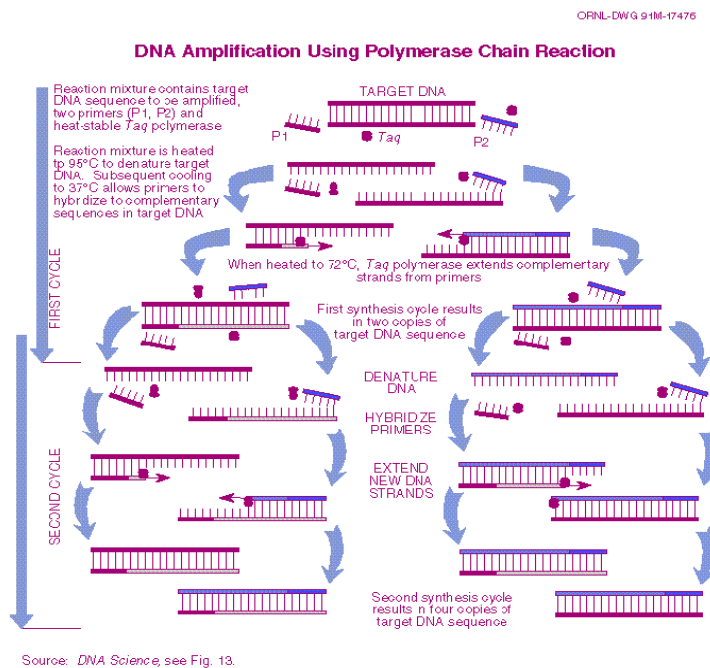 ORNL-DWG 91M-17476
DNA Amplification Using Polymerase Chain Reaction
Reaction mixture contains target
DNA sequence to be amplified,
two primers (P1, P2) and
heat-stable Taq polymerase
TARGET DNA
P1
Taq
P2
Reaction mixture is heated
tp 95°C to denature target
DNA. Subsequent cooling
to 37°C allows primers to
hybridize to complementary
sequences in target DNA
When heated to 72°C, Taq polymerase extends complementary
strands from primers
FIRST CYCLE
First synthesis cycle results
in two copies of
target DNA sequence
DENATURE
DNA
HYBRIDZE
PRIMERS
SECOND CYCLE
EXTEND
NEW DNA
STRANDS
Second synthesis cycle
results in four copies of
target DNA sequence
Source: DNA Science, see Fig. 13.